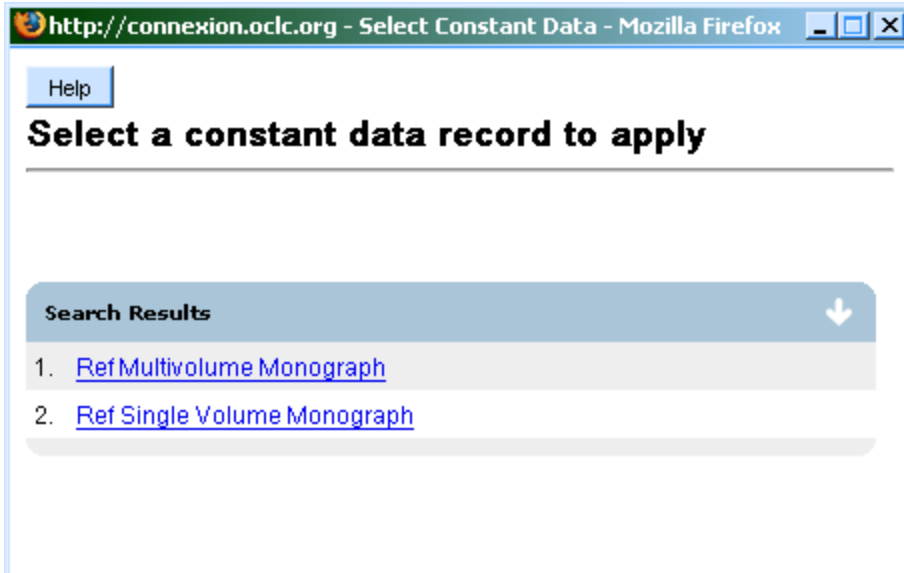 http://connexion.oclc.org - Select Constant Data - Mozilla Firefox
Help
Select a constant data record to apply
Search Results
1. Ref Multivolume Monograph
2. Ref Single Volume Monograph